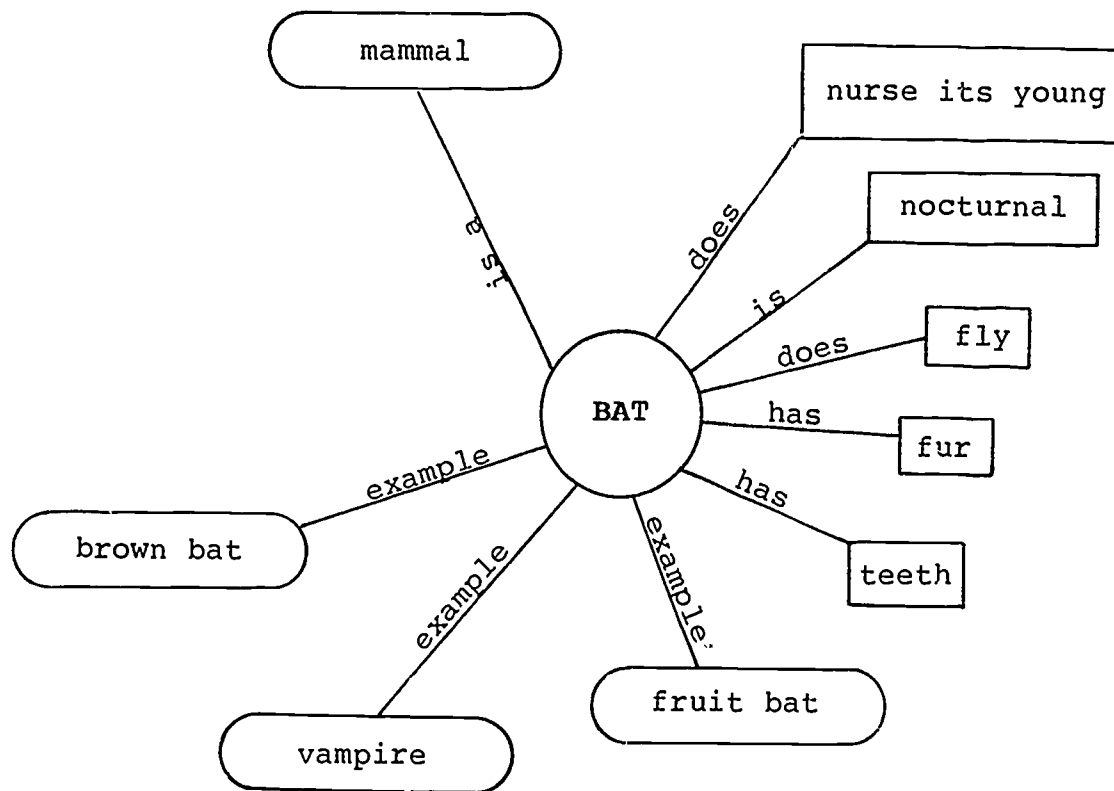 mammal
nurse its young
does
nocturnal
is a
is
fly
does
BAT
has
fur
example
has
brown bat
example
example
teeth
fruit bat
vampire